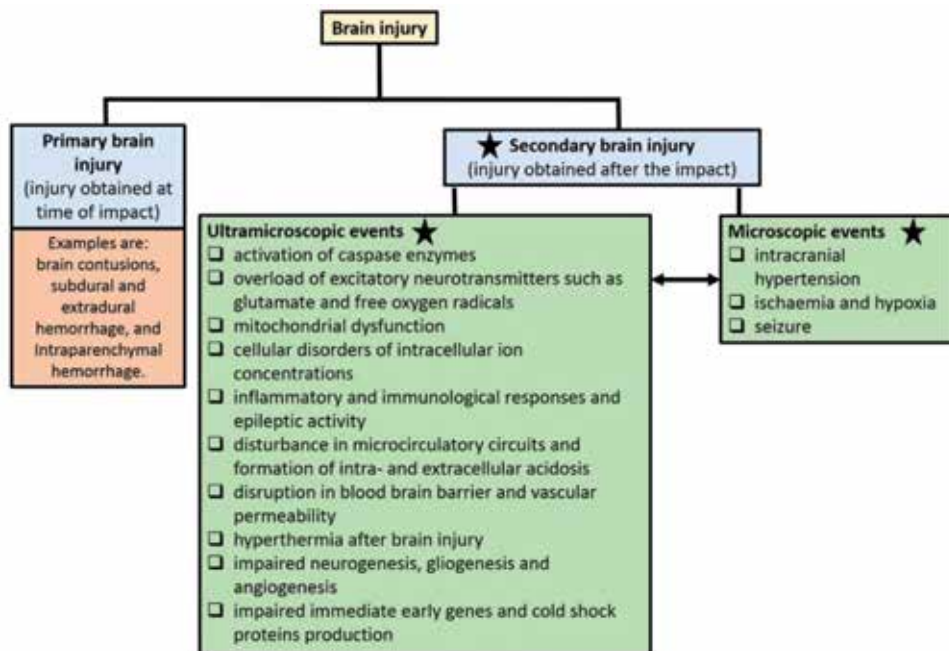 Brain injury
Primary brain
injury
(injury obtained at
time of impact)
Examples are:
brain contusions,
subdural and
extradural
hemorrhage, and
Intraparenchymal
hemorrhage.
Secondary brain injury
(injury obtained after the impact)
Ultramicroscopic events
activation of caspase enzymes
overload of excitatory neurotransmitters such as
glutamate and free oxygen radicals
mitochondrial dysfunction
cellular disorders of intracellular ion
concentrations
inflammatory and immunological responses and
epileptic activity
disturbance in microcirculatory circuits and
formation of intra- and extracellular acidosis
disruption in blood brain barrier and vascular
permeability
hyperthermia after brain injury
impaired neurogenesis, gliogenesis and
angiogenesis
impaired immediate early genes and cold shock
proteins production
Microscopic events
intracranial
hypertension
ischaemia and hypoxia
seizure